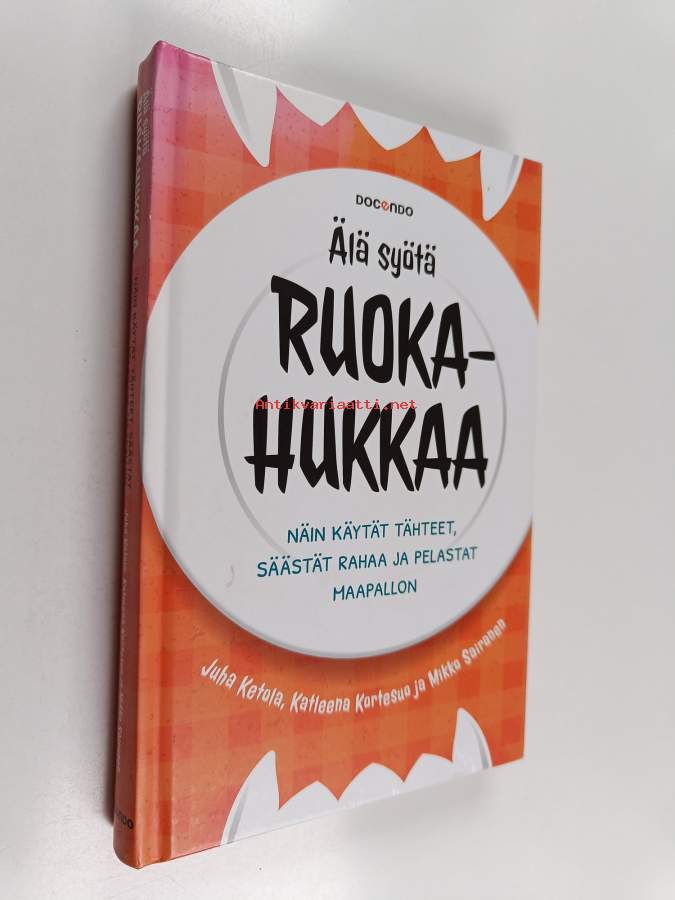 DOCENDO
Älä syötä
RUOKA-
HUKKAA
Antikvariaatti.net
NÄIN KÄYTÄT TÄHTEET,
SÄÄSTÄT RAHAA JA PELASTAT
MAAPALLON
Juha Ketola, Katleena Kortesuo ja Mikko Sairanen